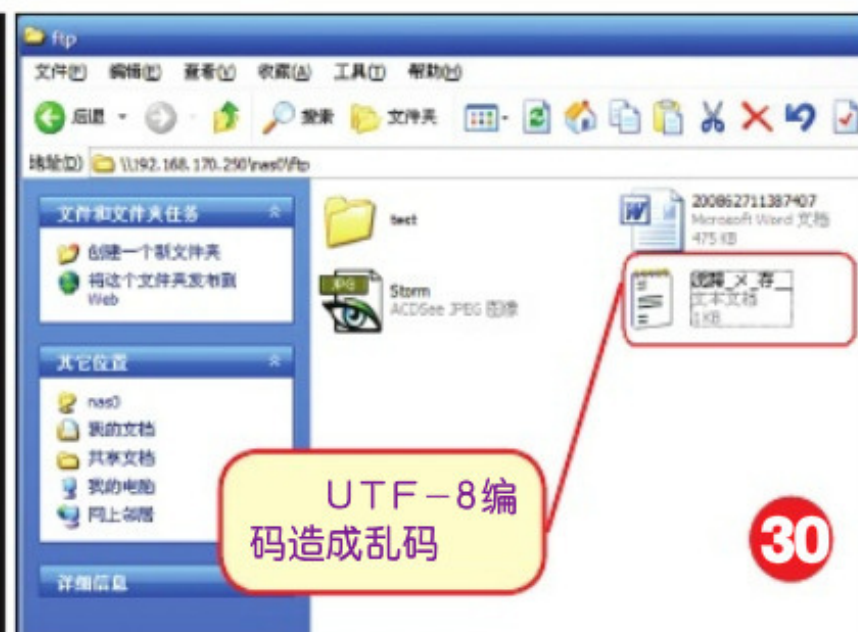 ftp
文件(F) 编辑(E) 查看(V) 收藏(A) 工具(T) 帮助(H)
后退 搜索 文件夹
地址(D) \\192.168.170.250\nas0\ftp
文件和文件夹任务
创建一个新文件夹
将这个文件夹发布到
Web
其它位置
nas0
我的文档
共享文档
我的电脑
网上邻居
详细信息
test
200862711387407
Microsoft Word 文档
475 KB
JPG
Storm
ACDSee JPEG 图像
文本文档
1 KB
UTF-8编
码造成乱码
30